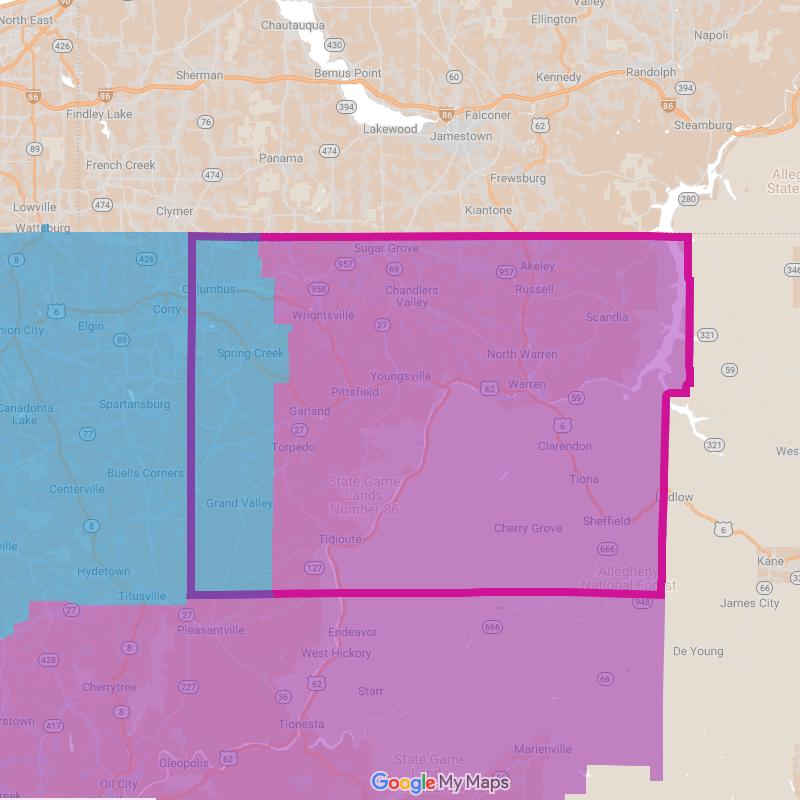 90
North East
Chautauqua
Ellington
Valley
Napoli
426
430
Sherman
Bemus Point
60
Kennedy
Randolph
86
86
394
394
86
86
Findley Lake
76
Falconer
62
Steamburg
Lakewood
Jamestown
89
French Creek
Panama
474
474
Frewsburg
Alleg
State
280
Lowville
474
Clymer
Kiantone
Wattsburg
8
426
Sugar Grove
957
69
957
Akeley
346
Columbus
958
Chandlers
Valley
Russell
6
Corry
Wrightsville
Scandia
nion City
Elgin
89
27
321
Spring Creek
North Warren
59
Youngsville
62
Warren
Pittsfield
59
Canadohta
Lake
Spartansburg
Garland
77
27
6
321
Torpedo
Clarendon
Wes
Buells Corners
Centerville
Grand Valley
State Game
Lands
Number 86
Tiona
Ludlow
8
Sheffield
Cherry Grove
6
ville
Tidioute
666
Kane
Hydetown
127
Allegheny
National Forest
66
Titusville
948
James City
27
27
Pleasantville
Endeavor
666
8
West Hickory
De Young
428
Cherrytree
227
62
66
36
Starr
8
erstown
417
Tionesta
Marienville
Oleopolis
62
State Game
Oil City
reek
Google My Maps